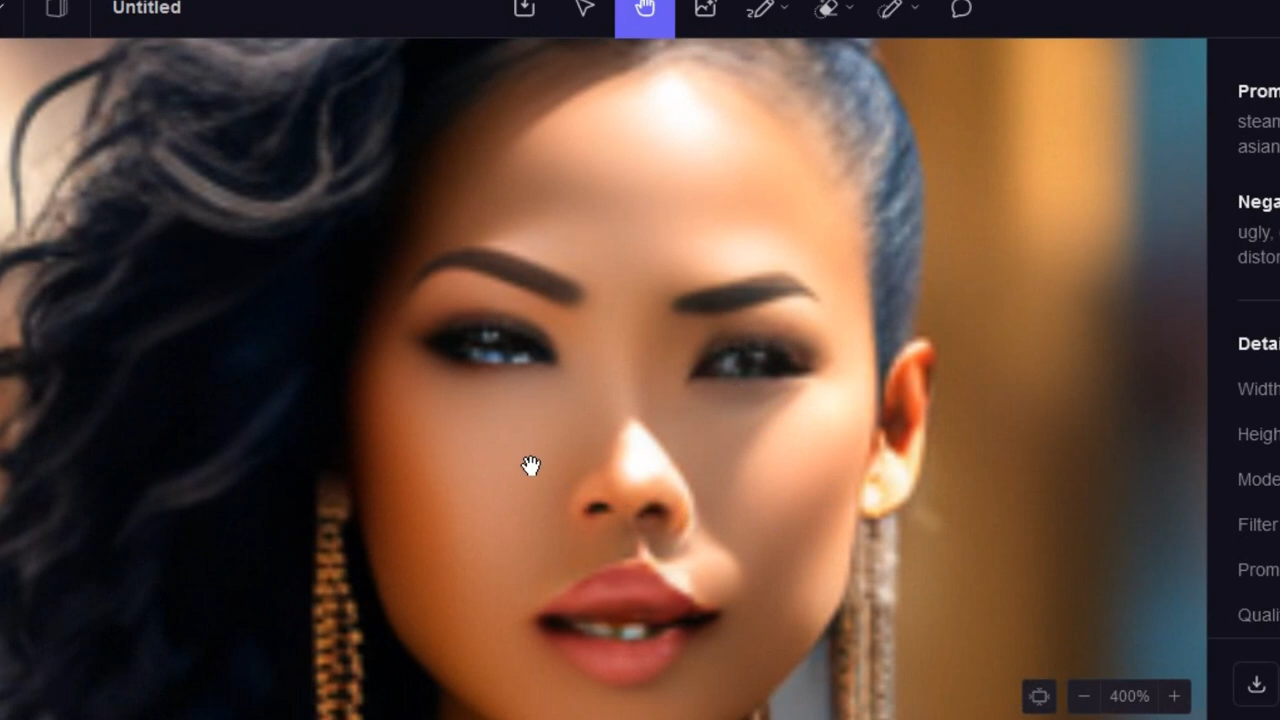 Untitled
Prom
steam
asian
Nega
ugly,
distor
Detai
Width
Heigh
Mode
Filter
Prom
Quali
400%